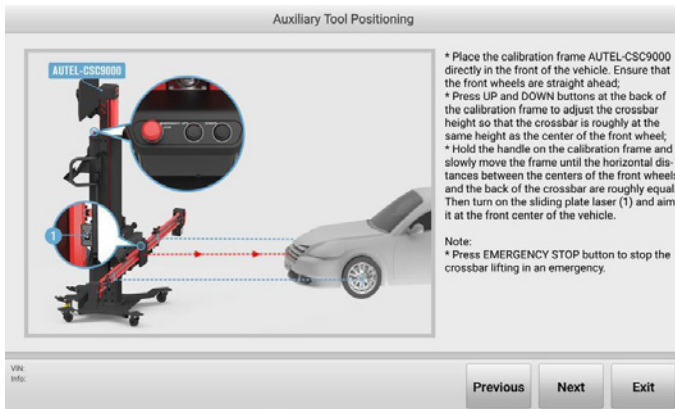 Auxiliary Tool Positioning
AUTEL-CSC9000
1
* Place the calibration frame AUTEL-CSC9000
directly in the front of the vehicle. Ensure that
the front wheels are straight ahead;
* Press UP and DOWN buttons at the back of
the calibration frame to adjust the crossbar
height so that the crossbar is roughly at the
same height as the center of the front wheel;
* Hold the handle on the calibration frame and
slowly move the frame until the horizontal dis-
tances between the centers of the front wheels
and the back of the crossbar are roughly equal.
Then turn on the sliding plate laser (1) and aim
it at the front center of the vehicle.
Note:
* Press EMERGENCY STOP button to stop the
crossbar lifting in an emergency.
VIN:
Info:
Previous
Next
Exit